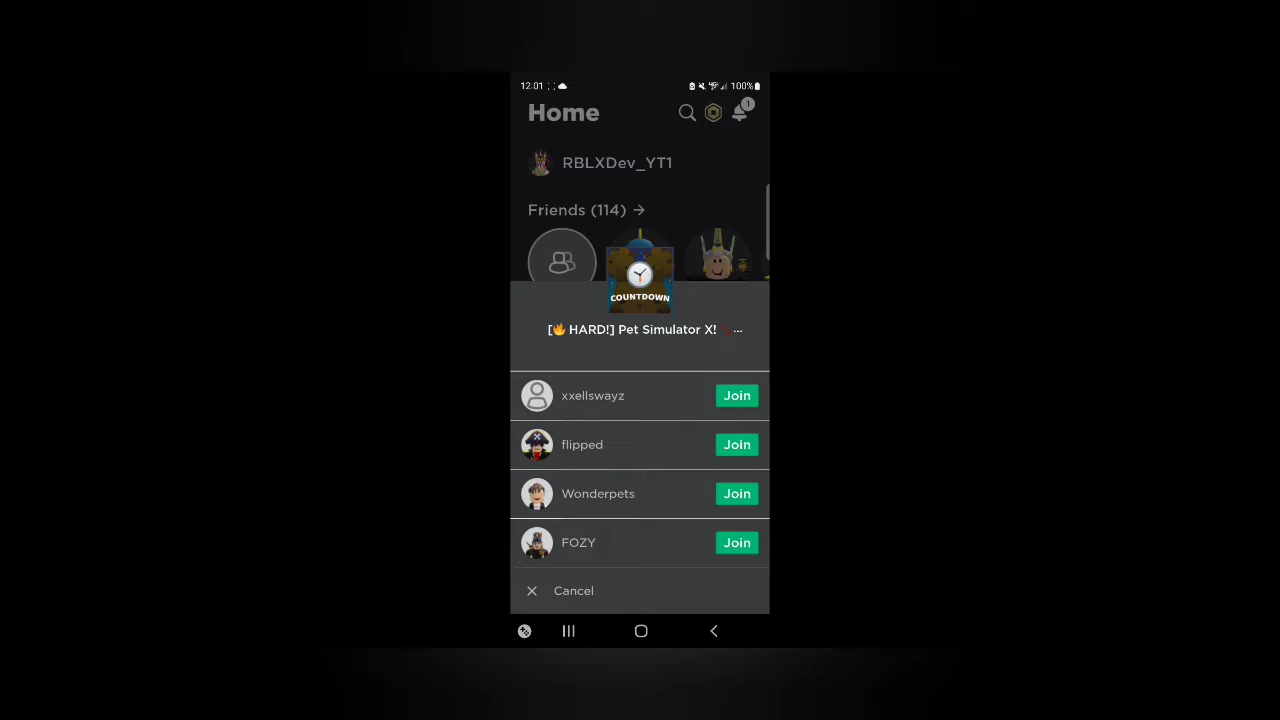 12:01
100%
Home
1
RBLXDev_YT1
Friends (114) →
COUNTDOWN
[🔥 HARD!] Pet Simulator X! ...
xxellswayz
Join
flipped
Join
Wonderpets
Join
FOZY
Join
Cancel